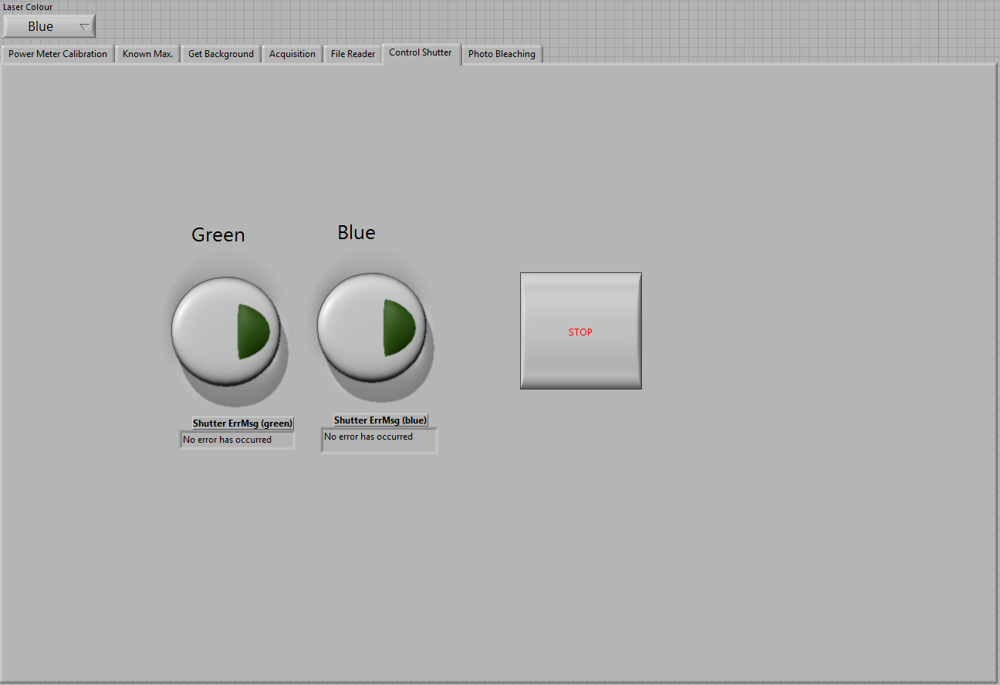 Laser Colour
Blue
Power Meter Calibration
Known Max.
Get Background
Acquisition
File Reader
Control Shutter
Photo Bleaching
Green
Blue
STOP
Shutter ErrMsg (green)
No error has occurred
Shutter ErrMsg (blue)
No error has occurred